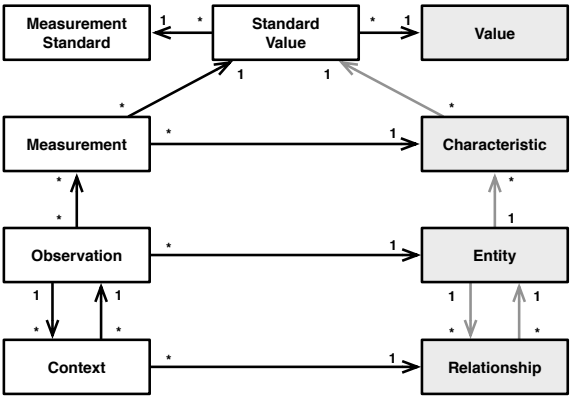 Measurement
Standard
1
*
Standard
Value
*
1
Value
1
1
*
*
Measurement
*
1
Characteristic
*
*
*
1
Observation
*
1
Entity
1
1
1
1
*
*
*
*
Context
*
1
Relationship